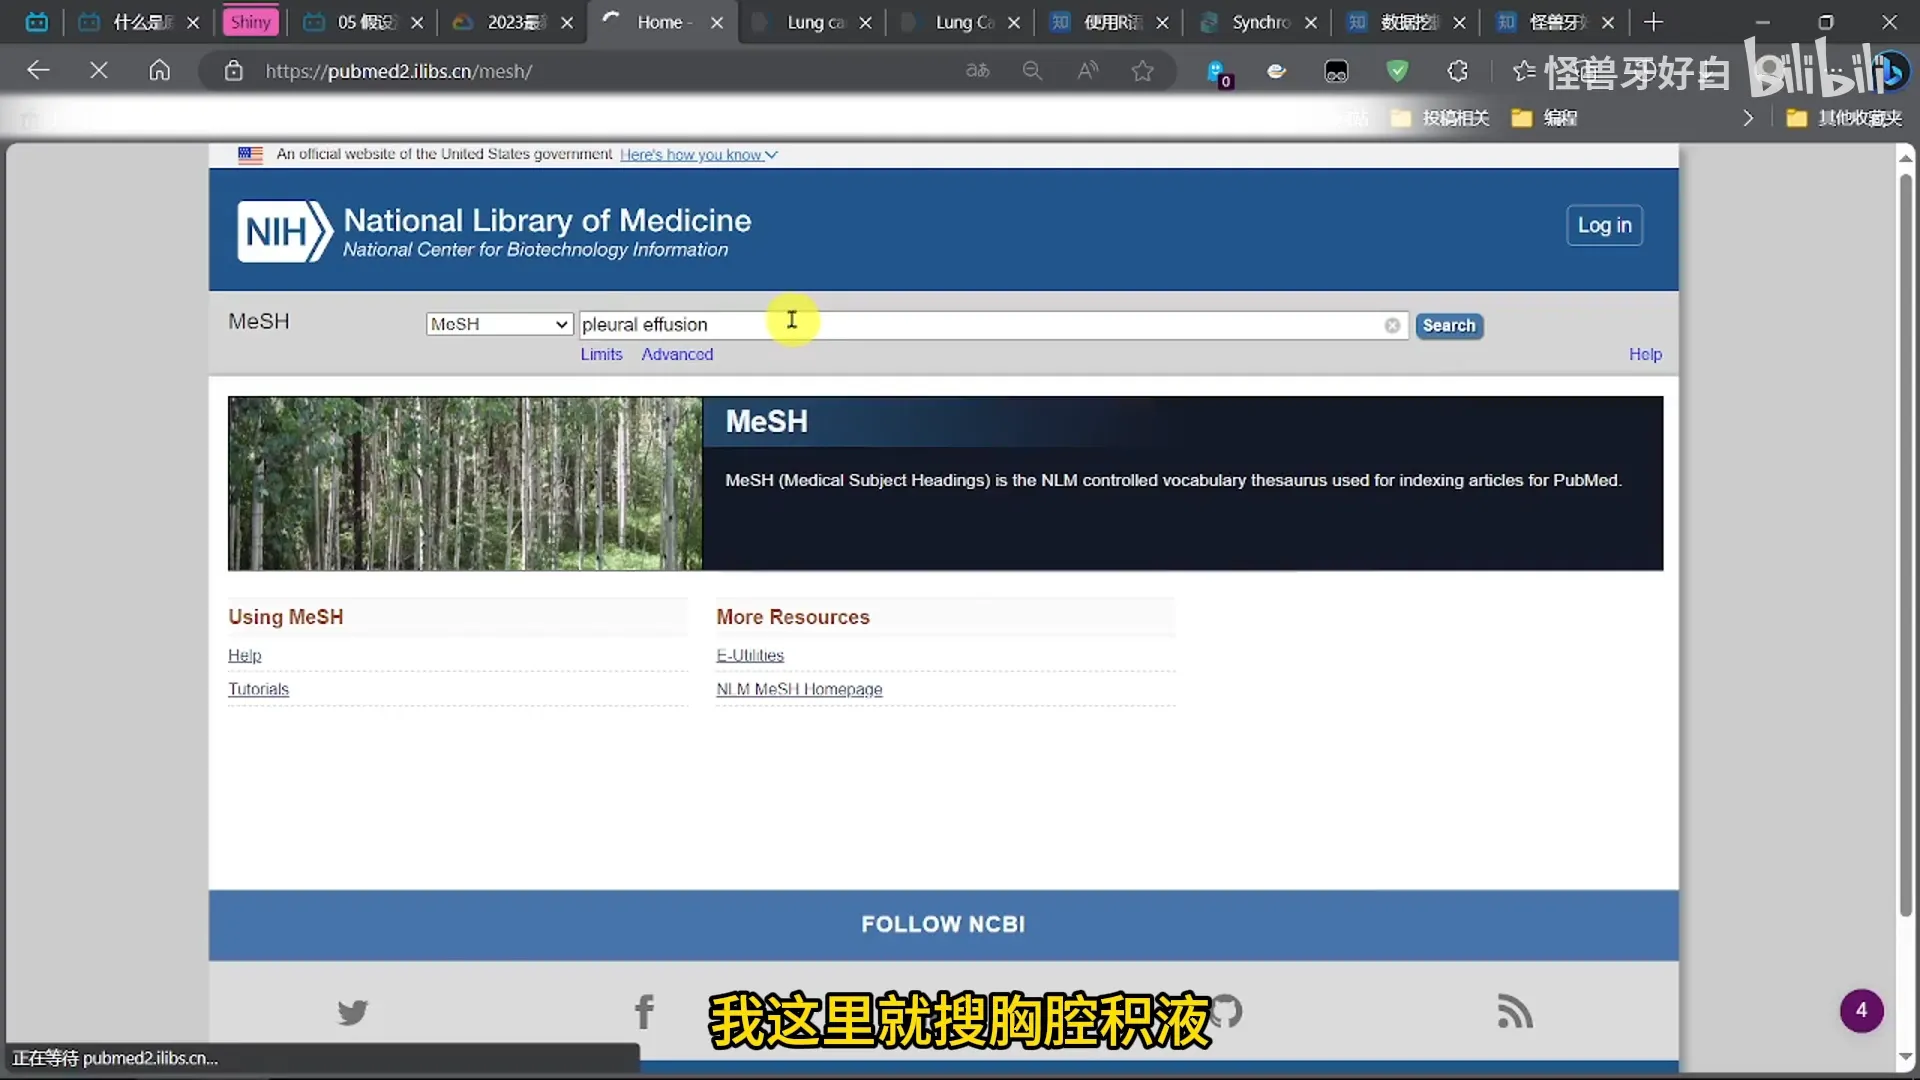 什么是
Shiny
05 假设
2023最
Home -
Lung ca
Lung Ca
使用R语
Synchro
数据挖
怪兽牙
https://pubmed2.ilibs.cn/mesh/
0
怪兽牙好白 bilibili
投稿相关
编程
其他收藏夹
An official website of the United States government Here's how you know
NIH National Library of Medicine
National Center for Biotechnology Information
Log in
MeSH
MeSH
pleural effusion
Search
Limits Advanced
Help
MeSH
MeSH (Medical Subject Headings) is the NLM controlled vocabulary thesaurus used for indexing articles for PubMed.
Using MeSH
Help
Tutorials
More Resources
E-Utilities
NLM MeSH Homepage
FOLLOW NCBI
我这里就搜胸腔积液
4
正在等待 pubmed2.ilibs.cn...